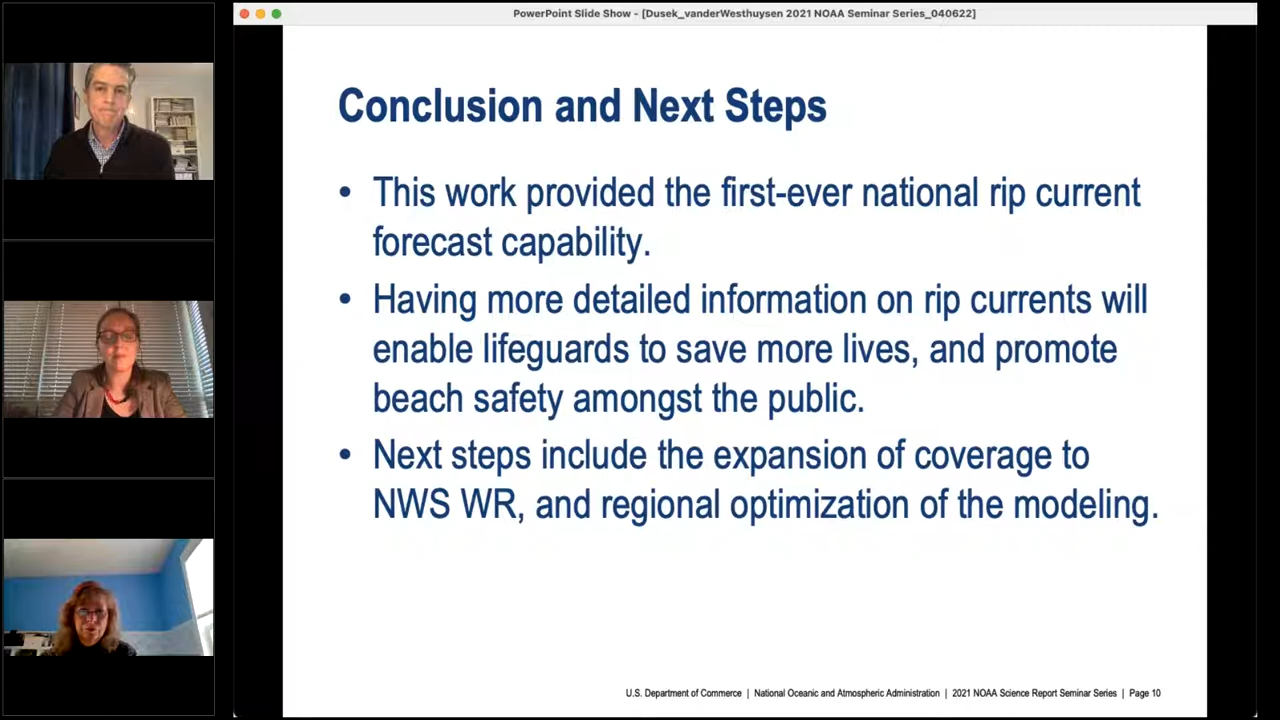 PowerPoint Slide Show - [Dusek_vanderWesthuysen 2021 NOAA Seminar Series_040622]
Conclusion and Next Steps
• This work provided the first-ever national rip current
forecast capability.
• Having more detailed information on rip currents will
enable lifeguards to save more lives, and promote
beach safety amongst the public.
• Next steps include the expansion of coverage to
NWS WR, and regional optimization of the modeling.
U.S. Department of Commerce | National Oceanic and Atmospheric Administration | 2021 NOAA Science Report Seminar Series | Page 10